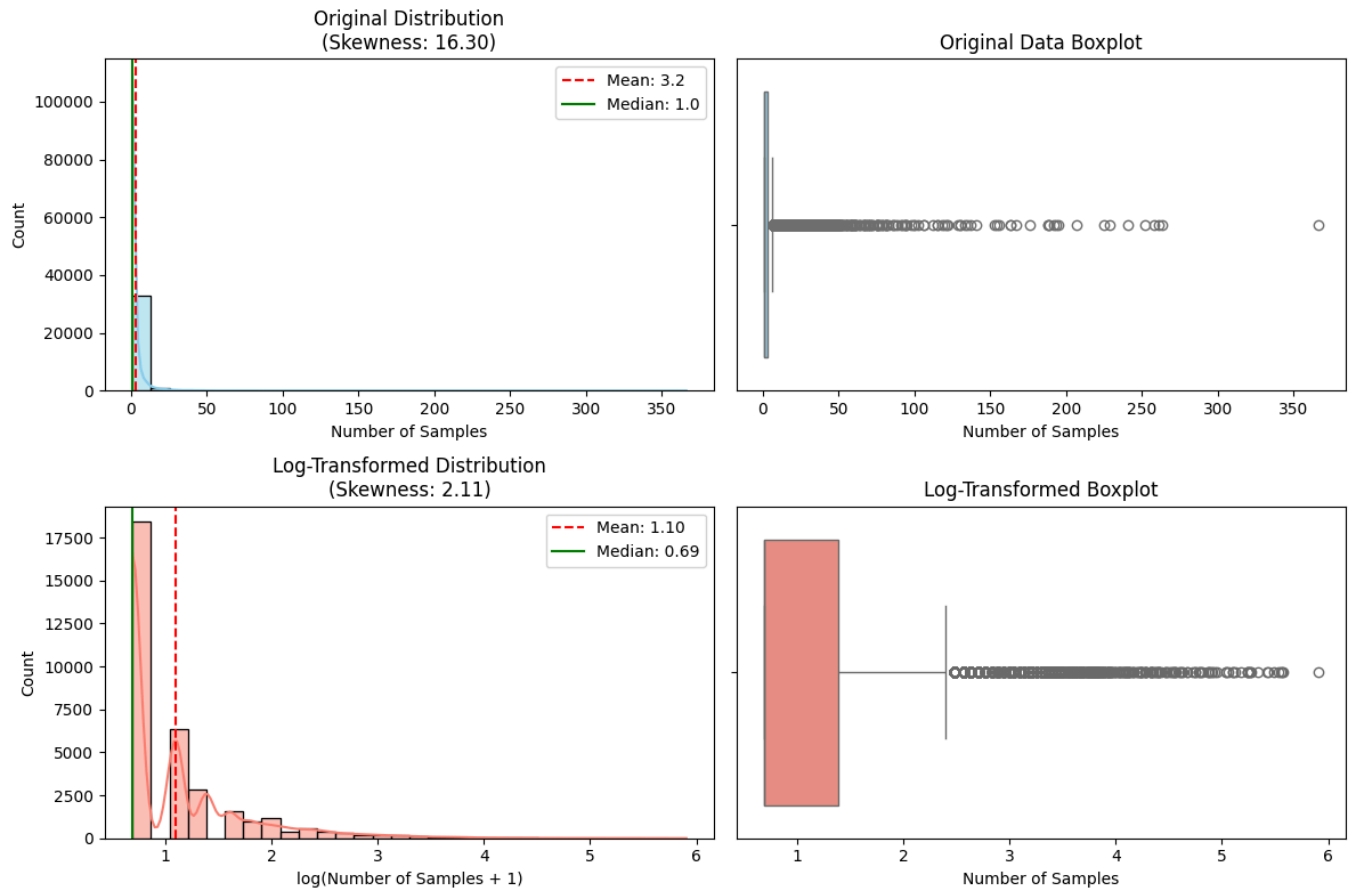 Original Distribution
(Skewness: 16.30)
Mean: 3.2
Median: 1.0
Count
100000
80000
60000
40000
20000
0
0 50 100 150 200 250 300 350
Number of Samples
Original Data Boxplot
0 50 100 150 200 250 300 350
Number of Samples
Log-Transformed Distribution
(Skewness: 2.11)
Mean: 1.10
Median: 0.69
Count
17500
15000
12500
10000
7500
5000
2500
0
1 2 3 4 5 6
log(Number of Samples + 1)
Log-Transformed Boxplot
1 2 3 4 5 6
Number of Samples